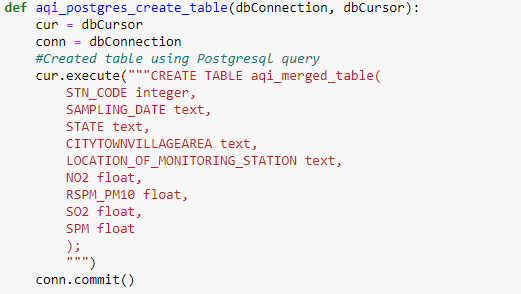 def aqi_postgres_create_table(dbConnection, dbCursor):
    cur = dbCursor
    conn = dbConnection
    #Created table using Postgresql query
    cur.execute("""CREATE TABLE aqi_merged_table(
        STN_CODE integer,
        SAMPLING_DATE text,
        STATE text,
        CITYTOWNVILLAGEAREA text,
        LOCATION_OF_MONITORING_STATION text,
        NO2 float,
        RSPM_PM10 float,
        SO2 float,
        SPM float
        );
        """)
    conn.commit()